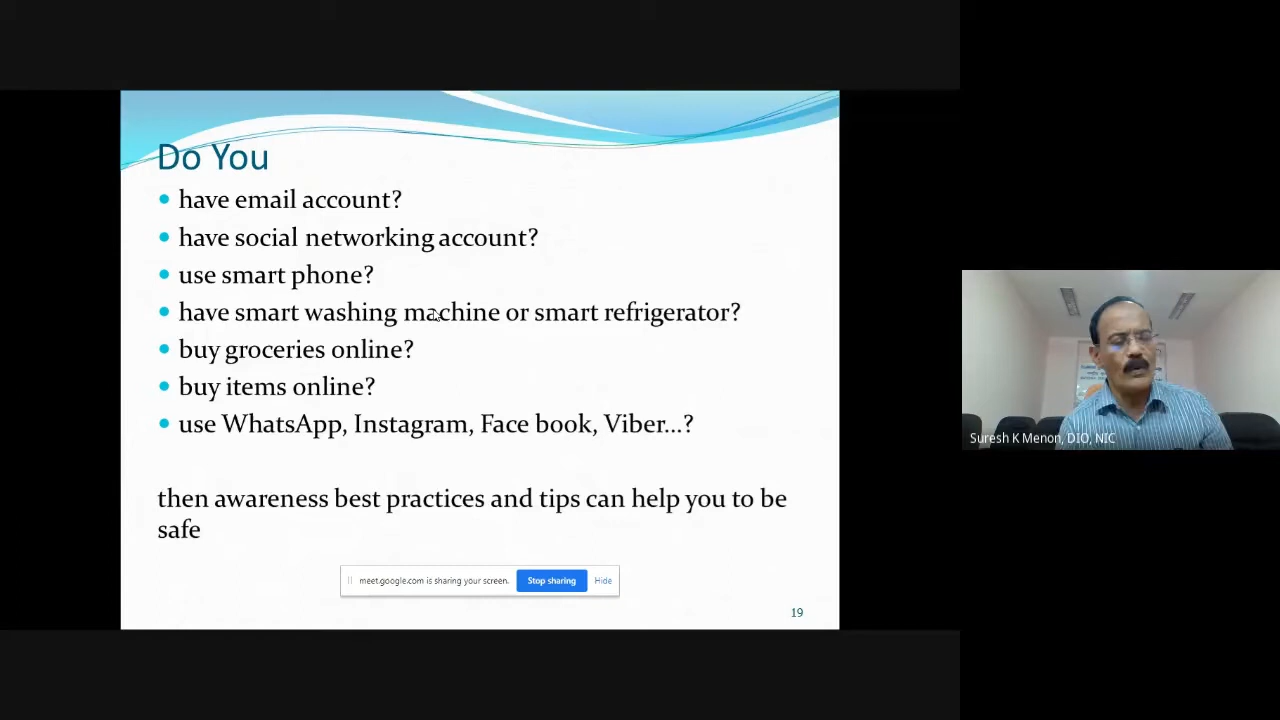 Do You
have email account?
have social networking account?
use smart phone?
have smart washing machine or smart refrigerator?
buy groceries online?
buy items online?
use WhatsApp, Instagram, Face book, Viber...?
then awareness best practices and tips can help you to be
safe
meet.google.com is sharing your screen. Stop sharing Hide
19
Suresh K Menon, DIO, NIC